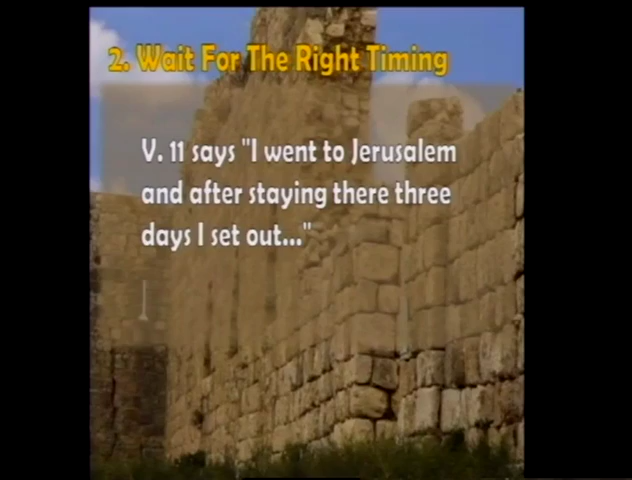 2. Wait For The Right Timing
V. 11 says "I went to Jerusalem
and after staying there three
days I set out..."